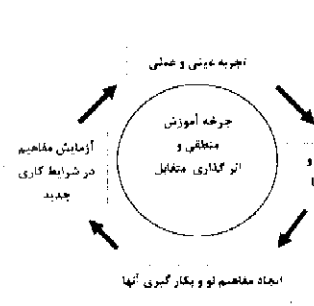 تجربه عینی و عملی
چرخه آموزش
منطقی و
اثر گذاری متقابل
و
آزمایش مفاهیم
در شرایط کاری
جدید
ایجاد مفاهیم نو و بکار گیری آنها